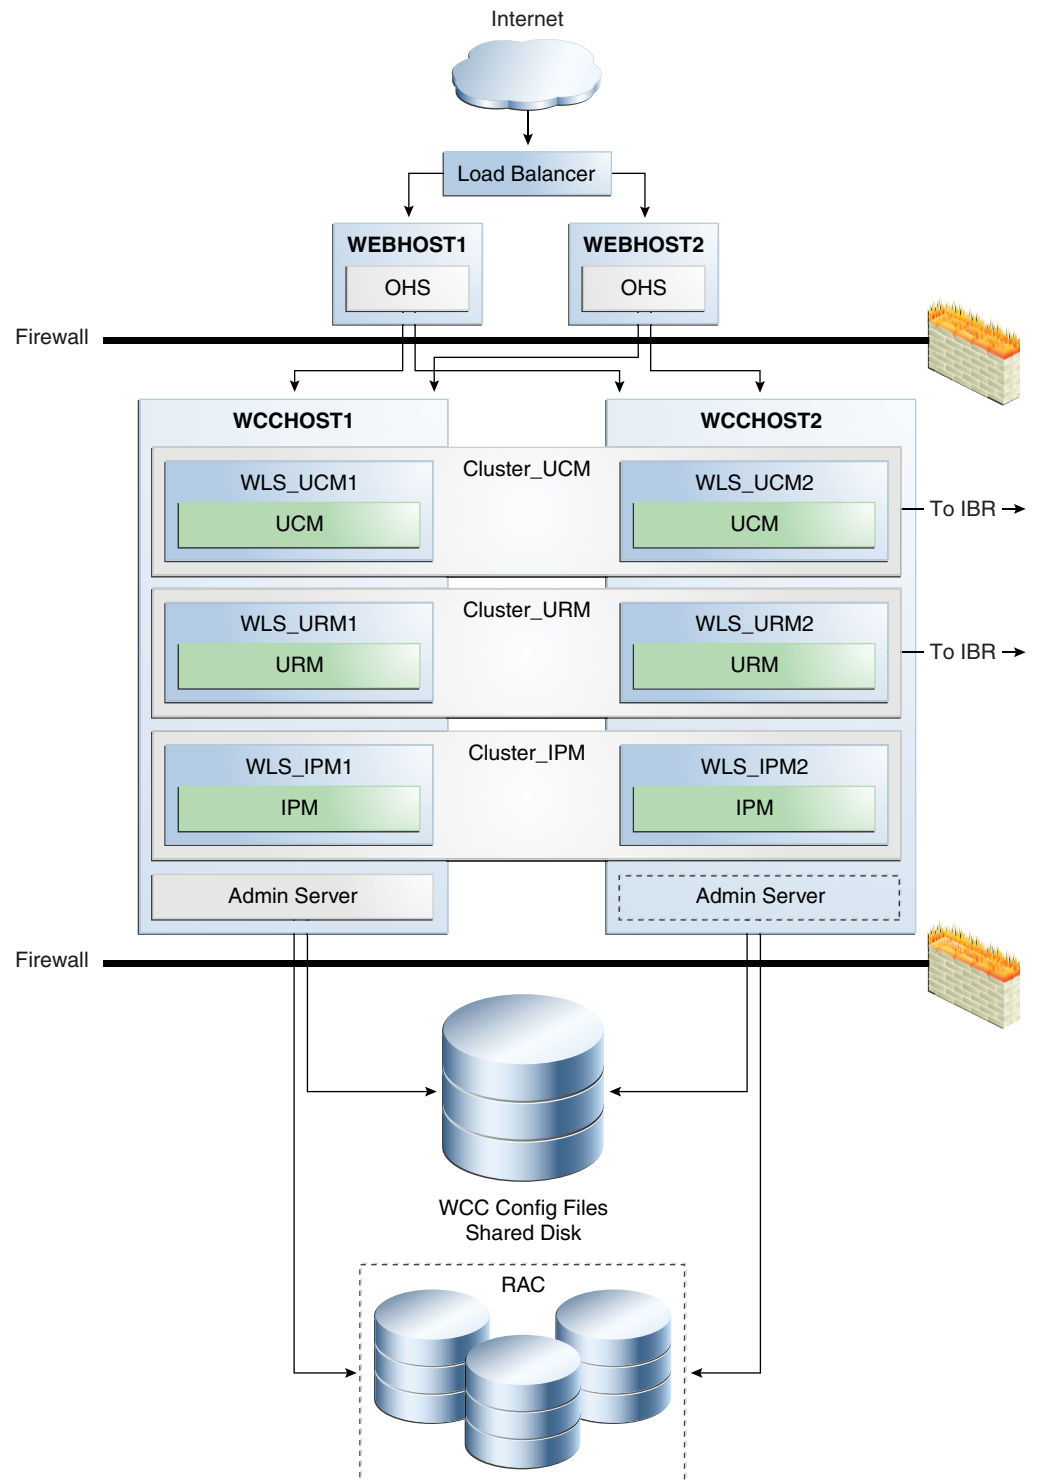 Internet
Load Balancer
WEBHOST1
WEBHOST2
OHS
OHS
Firewall
WCCHOST1
WCCHOST2
Cluster_UCM
WLS_UCM1
WLS_UCM2
UCM
UCM
To IBR
Cluster_URM
WLS_URM1
WLS_URM2
URM
URM
To IBR
Cluster_IPM
WLS_IPM1
WLS_IPM2
IPM
IPM
Admin Server
Admin Server
Firewall
WCC Config Files
Shared Disk
RAC